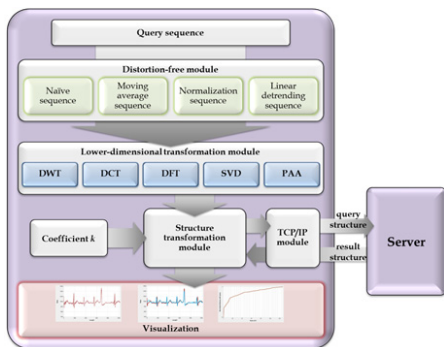 Query sequence
Distortion-free module
Naïve
sequence
Moving
average
sequence
Normalization
sequence
Linear
detrending
sequence
Lower-dimensional transformation module
DWT
DCT
DFT
SVD
PAA
Coefficient k
Structure
transformation
module
TCP/IP
module
query
structure
result
structure
Server
Visualization